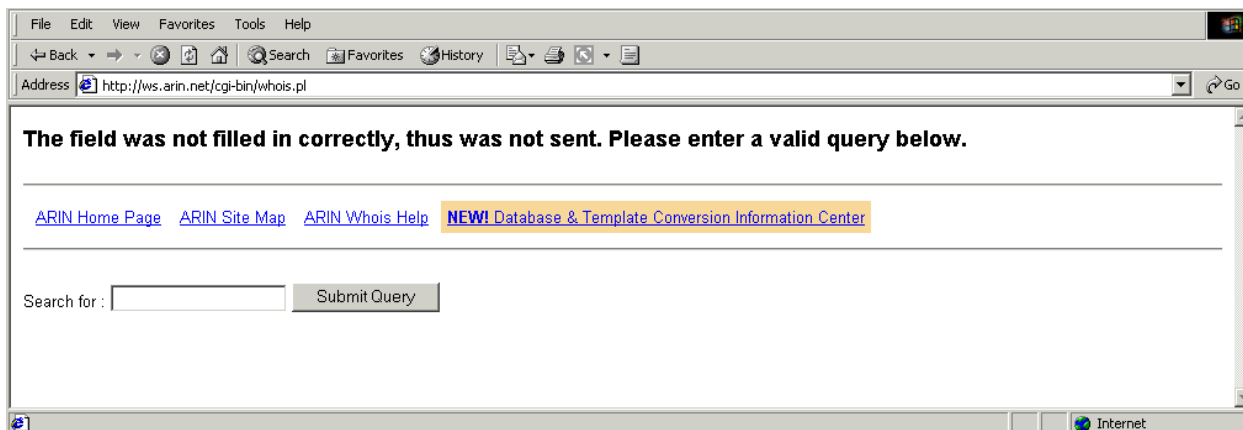 File Edit View Favorites Tools Help
Back Search Favorites History
Address http://ws.arin.net/cgi-bin/whois.pl Go
The field was not filled in correctly, thus was not sent. Please enter a valid query below.
ARIN Home Page ARIN Site Map ARIN Whois Help NEW! Database & Template Conversion Information Center
Search for : Submit Query
Internet